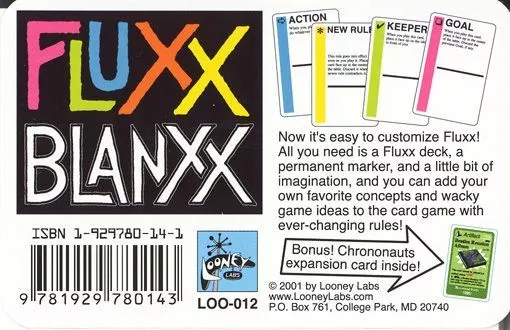 FLUXX
BLANXX
ACTION
NEW RULE
KEEPER
GOAL
Now it's easy to customize Fluxx!
All you need is a Fluxx deck, a
permanent marker, and a little bit of
imagination, and you can add your
own favorite concepts and wacky
game ideas to the card game with
ever-changing rules!
Bonus! Chrononauts
expansion card inside!
Artifact
Beatles Reunion
Album
ISBN 1-929780-14-1
9 781929 780143
LOONEY
LABS
LOO-012
© 2001 by Looney Labs
www.LooneyLabs.com
P.O. Box 761, College Park, MD 20740